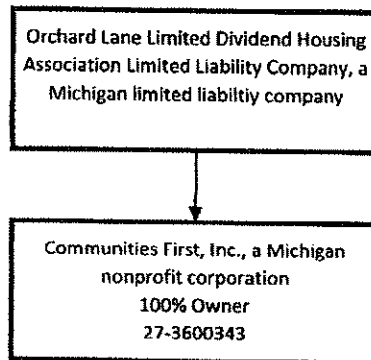 Orchard Lane Limited Dividend Housing
Association Limited Liability Company, a
Michigan limited liabiltiy company
Communities First, Inc., a Michigan
nonprofit corporation
100% Owner
27-3600343